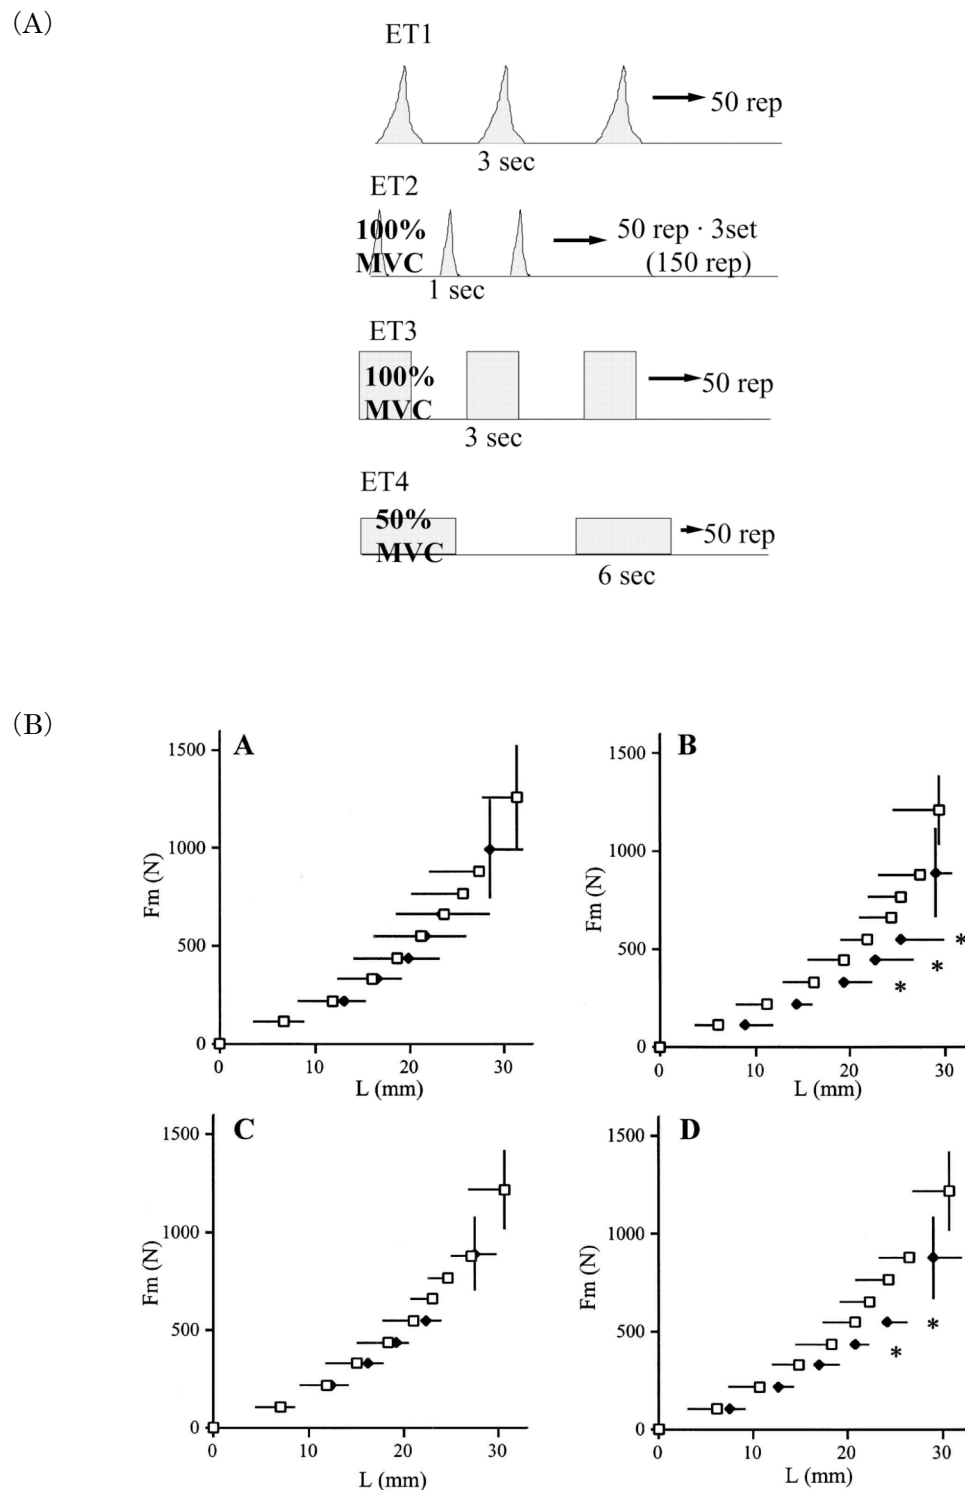 (A)
ET1
50 rep
3 sec
ET2
100%
MVC
50 rep · 3set
(150 rep)
1 sec
ET3
100%
MVC
50 rep
3 sec
ET4
50%
MVC
50 rep
6 sec
(B)
A
1500
1000
500
0
Fm (N)
0
10
20
30
L (mm)
B
1500
1000
500
0
Fm (N)
*
*
*
0
10
20
30
L (mm)
C
1500
1000
500
0
Fm (N)
0
10
20
30
L (mm)
D
1500
1000
500
0
Fm (N)
*
*
0
10
20
30
L (mm)